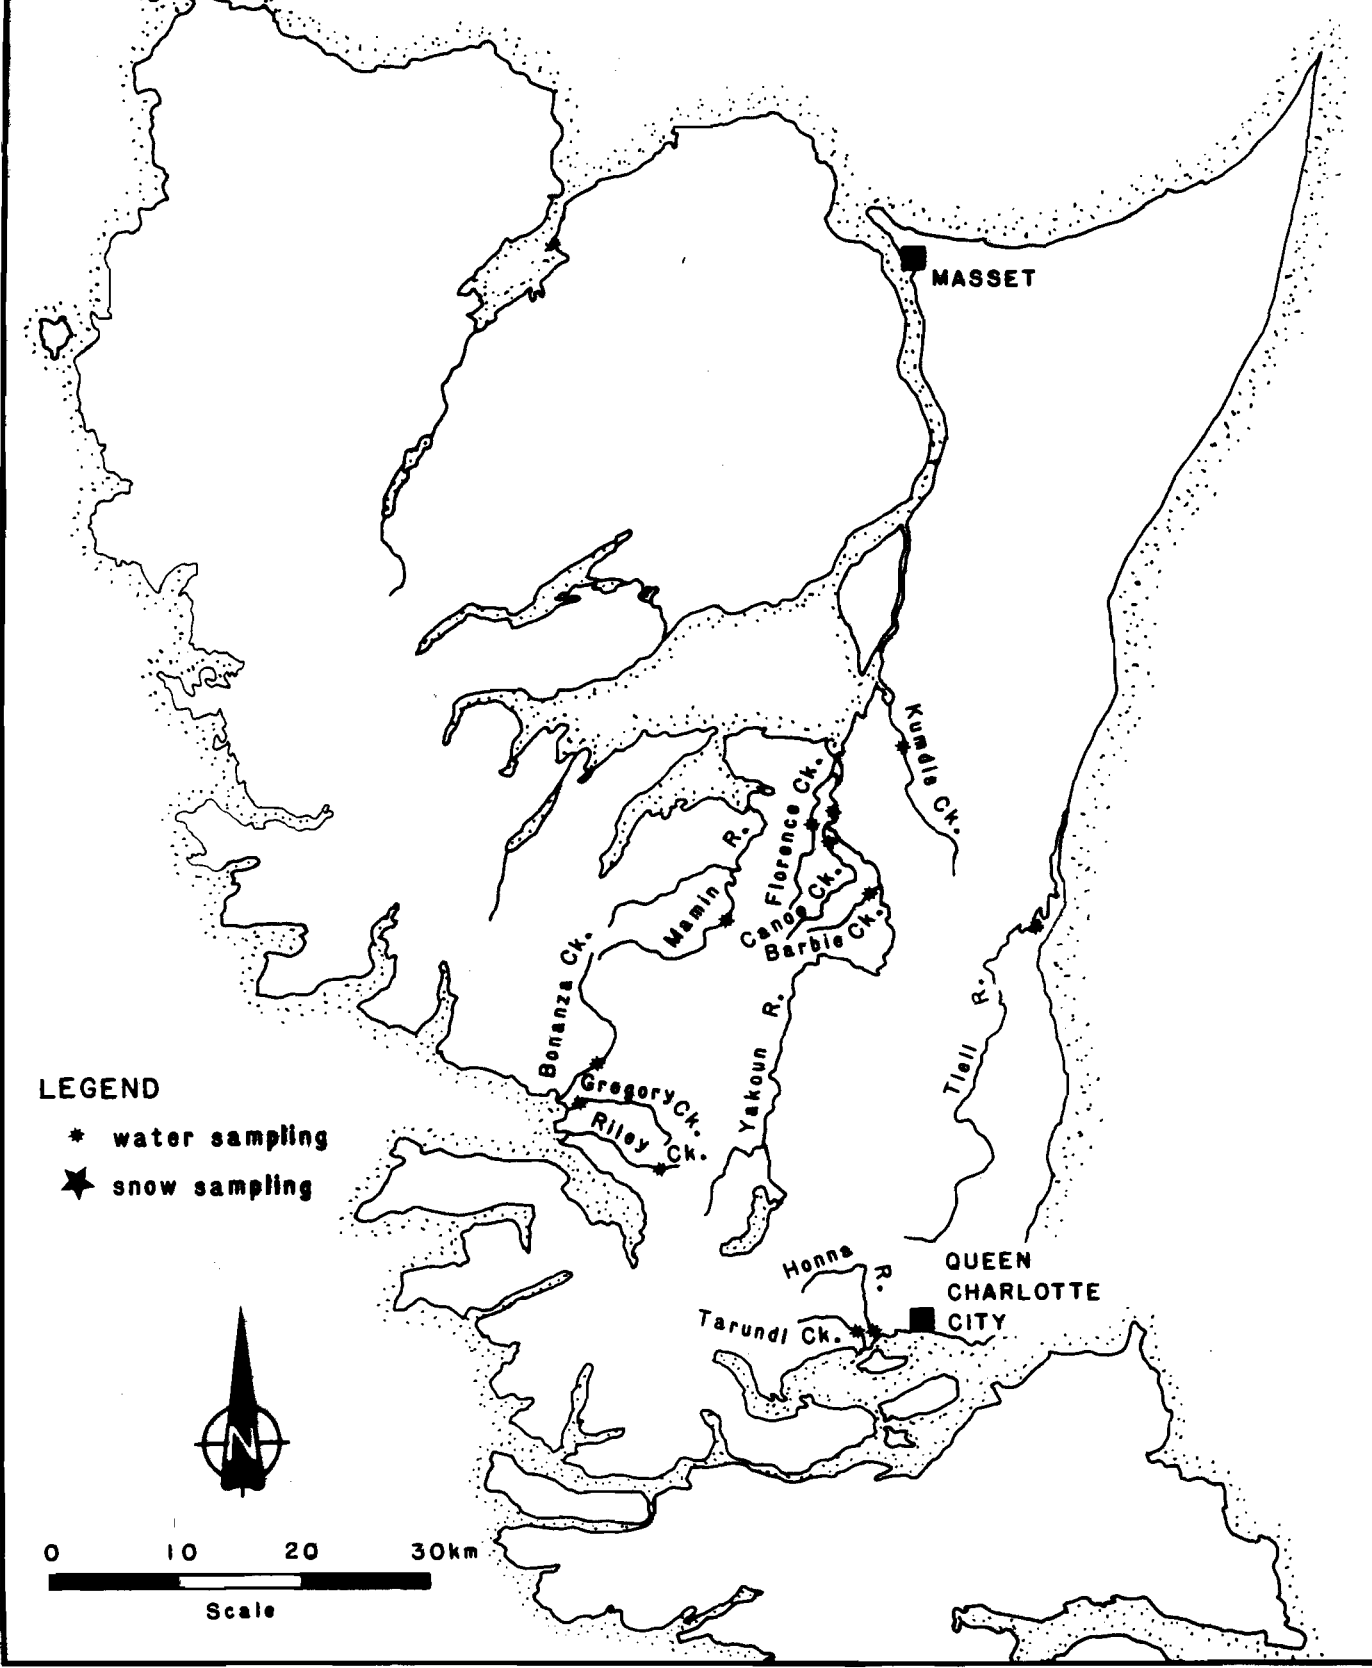 MASSET
Kumdis Ck.
Florence Ck.
R.
Mamin
Canoe Ck.
Barbie Ck.
Bonanza Ck.
Yakoun R.
Tlell R.
LEGEND
water sampling
snow sampling
Gregory Ck.
Riley Ck.
Honna R.
QUEEN
CHARLOTTE
CITY
Tarundl Ck.
N
0 10 20 30km
Scale